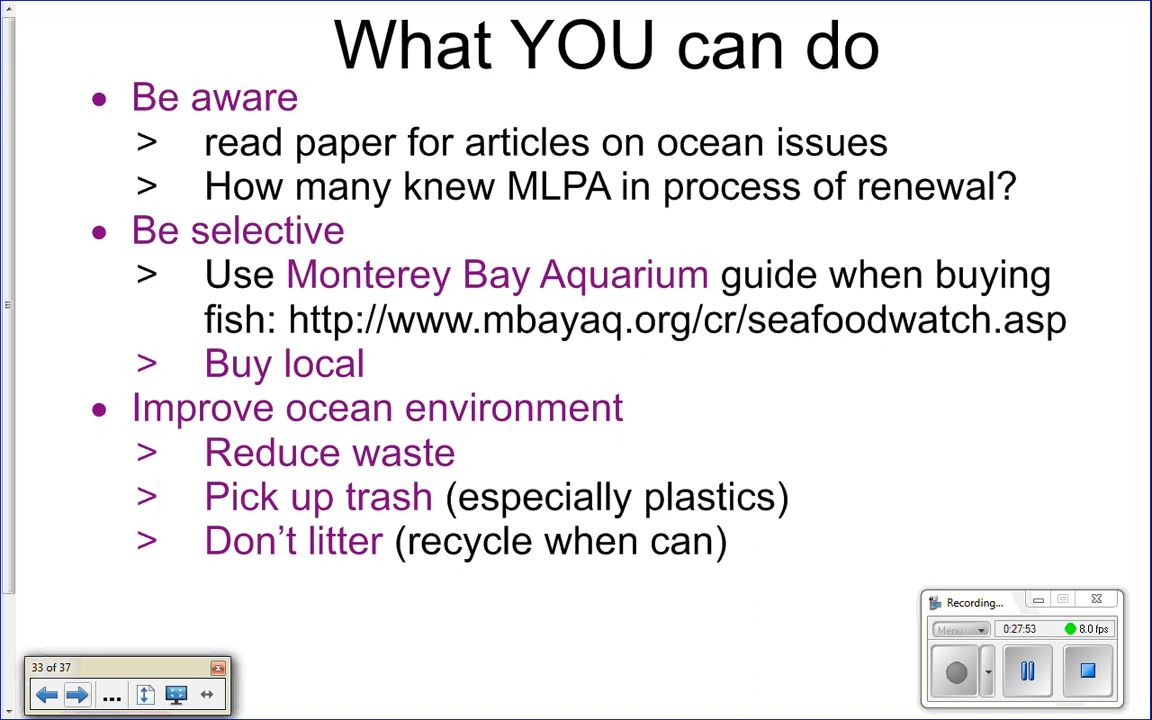 What YOU can do
• Be aware
> read paper for articles on ocean issues
> How many knew MLPA in process of renewal?
• Be selective
> Use Monterey Bay Aquarium guide when buying
fish: http://www.mbayaq.org/cr/seafoodwatch.asp
> Buy local
• Improve ocean environment
> Reduce waste
> Pick up trash (especially plastics)
> Don’t litter (recycle when can)
Recording...
Menu 0:27:53 8.0 fps
33 of 37
...